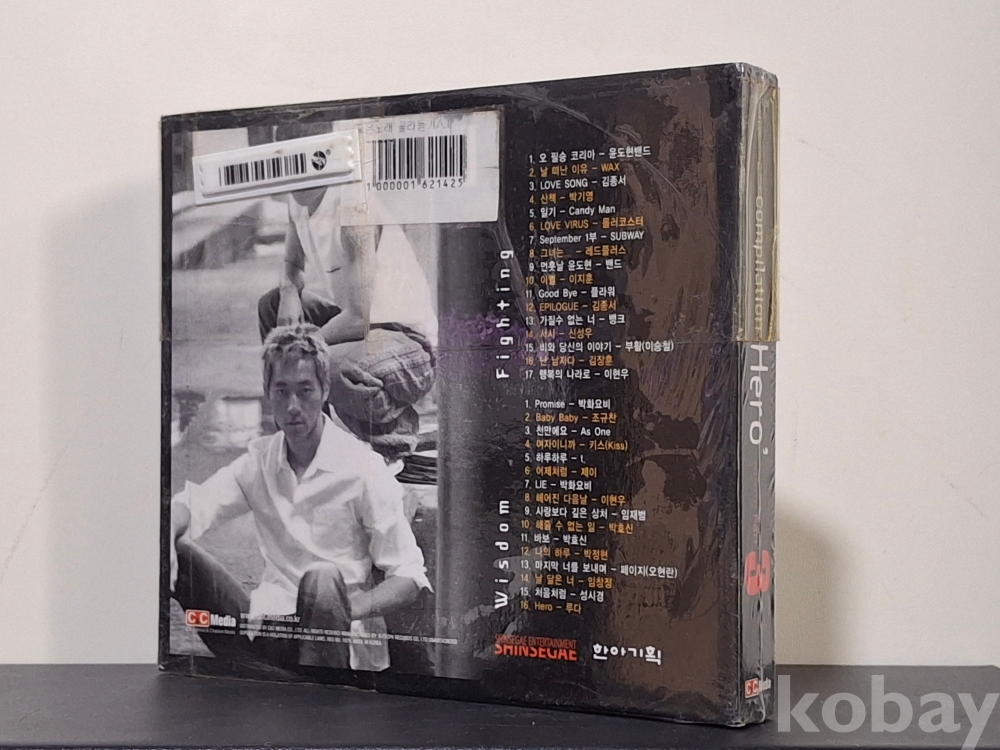 노래
1 000001 621425
Fighting
1. 오 필승 코리아 - 윤도현밴드
2. 날 떠난 이유 - WAX
3. LOVE SONG - 김종서
4. 산책 - 박기영
5. 일기 - Candy Man
6. LOVE VIRUS - 롤러코스터
7. September 1부 - SUBWAY
8. 그녀는 - 레드플러스
9. 먼훗날 윤도현 - 밴드
10. 이별 - 이지훈
11. Good Bye - 플라워
12. EPILOGUE - 김종서
13. 가질수 없는 너 - 뱅크
14. 서시 - 신성우
15. 비와 당신의 이야기 - 부활(이승철)
16. 난 남자다 - 김장훈
17. 행복의 나라로 - 이현우
Wisdom
1. Promise - 박화요비
2. Baby Baby - 조규찬
3. 천만에요 - As One
4. 여자이니까 - 키스(Kiss)
5. 하루하루 - t.
6. 어제처럼 - 제이
7. LIE - 박화요비
8. 헤어진 다음날 - 이현우
9. 사랑보다 깊은 상처 - 임재범
10. 해줄 수 없는 일 - 박효신
11. 바보 - 박효신
12. 나의 하루 - 박정현
13. 마지막 너를 보내며 - 페이지(오현란)
14. 날 닮은 너 - 임창정
15. 처음처럼 - 성시경
16. Hero - 루다
CC Media
SHINSEGAE ENTERTAINMENT
SHINSEGAE
한아기획
compilation
Hero
3
CC Media
kobay